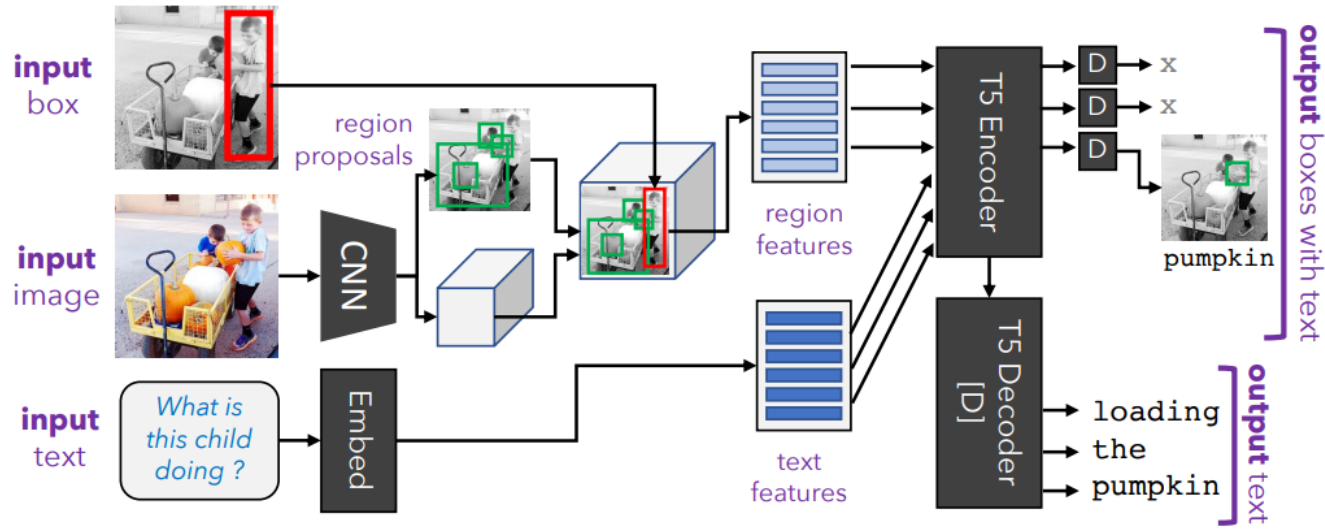 input
box
input
image
input
text
What is
this child
doing ?
region
proposals
CNN
Embed
region
features
text
features
T5 Encoder
T5 Decoder
[D]
D
x
D
x
D
pumpkin
output boxes with text
loading
the
pumpkin
output text